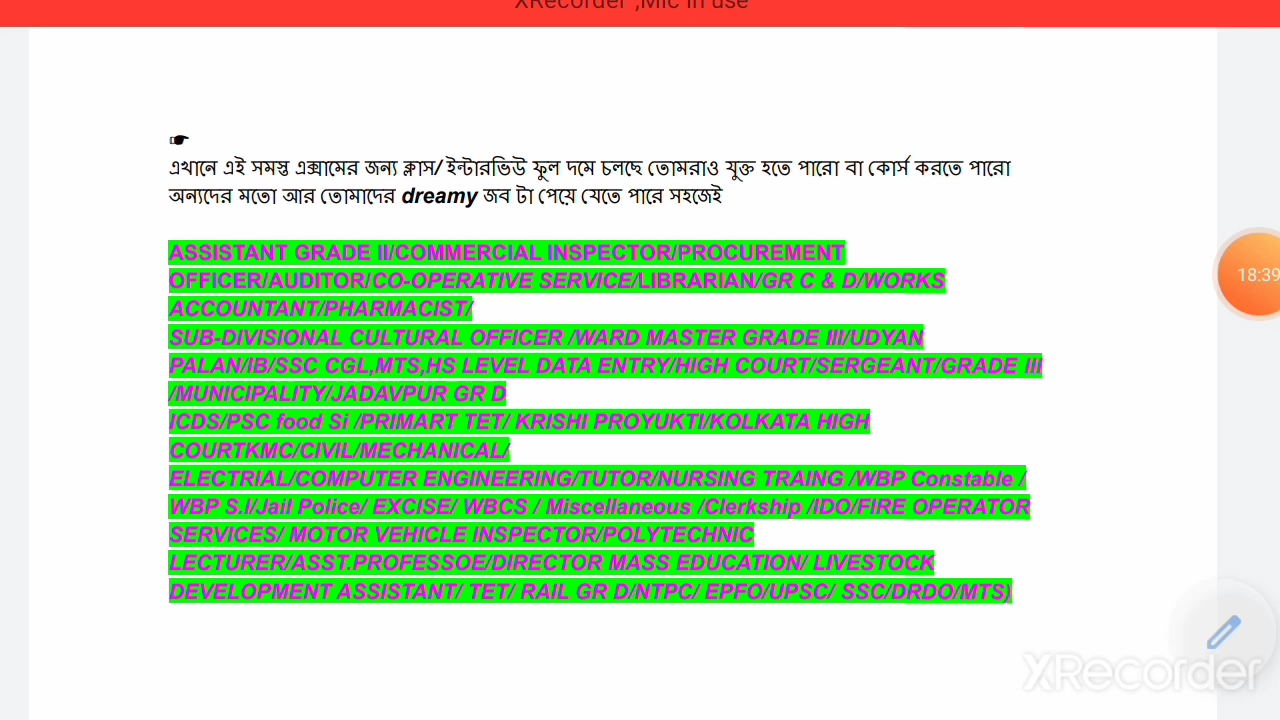 XRecorder ,Mic in use
☛
এখানে এই সমস্ত এক্সামের জন্য ক্লাস/ ইন্টারভিউ ফুল দমে চলছে তোমরাও যুক্ত হতে পারো বা কোর্স করতে পারো
অন্যদের মতো আর তোমাদের dreamy জব টা পেয়ে যেতে পারে সহজেই
ASSISTANT GRADE II/COMMERCIAL INSPECTOR/PROCUREMENT
OFFICER/AUDITOR/CO-OPERATIVE SERVICE/LIBRARIAN/GR C & D/WORKS
ACCOUNTANT/PHARMACIST/
18:39
SUB-DIVISIONAL CULTURAL OFFICER /WARD MASTER GRADE III/UDYAN
PALAN/IB/SSC CGL,MTS,HS LEVEL DATA ENTRY/HIGH COURT/SERGEANT/GRADE III
/MUNICIPALITY/JADAVPUR GR D
ICDS/PSC food Si /PRIMART TET/ KRISHI PROYUKTI/KOLKATA HIGH
COURTKMC/CIVIL/MECHANICAL/
ELECTRIAL/COMPUTER ENGINEERING/TUTOR/NURSING TRAING /WBP Constable /
WBP S.I/Jail Police/ EXCISE/ WBCS / Miscellaneous /Clerkship /IDO/FIRE OPERATOR
SERVICES/ MOTOR VEHICLE INSPECTOR/POLYTECHNIC
LECTURER/ASST.PROFESSOE/DIRECTOR MASS EDUCATION/ LIVESTOCK
DEVELOPMENT ASSISTANT/ TET/ RAIL GR D/NTPC/ EPFO/UPSC/ SSC/DRDO/MTS)
XRecorder